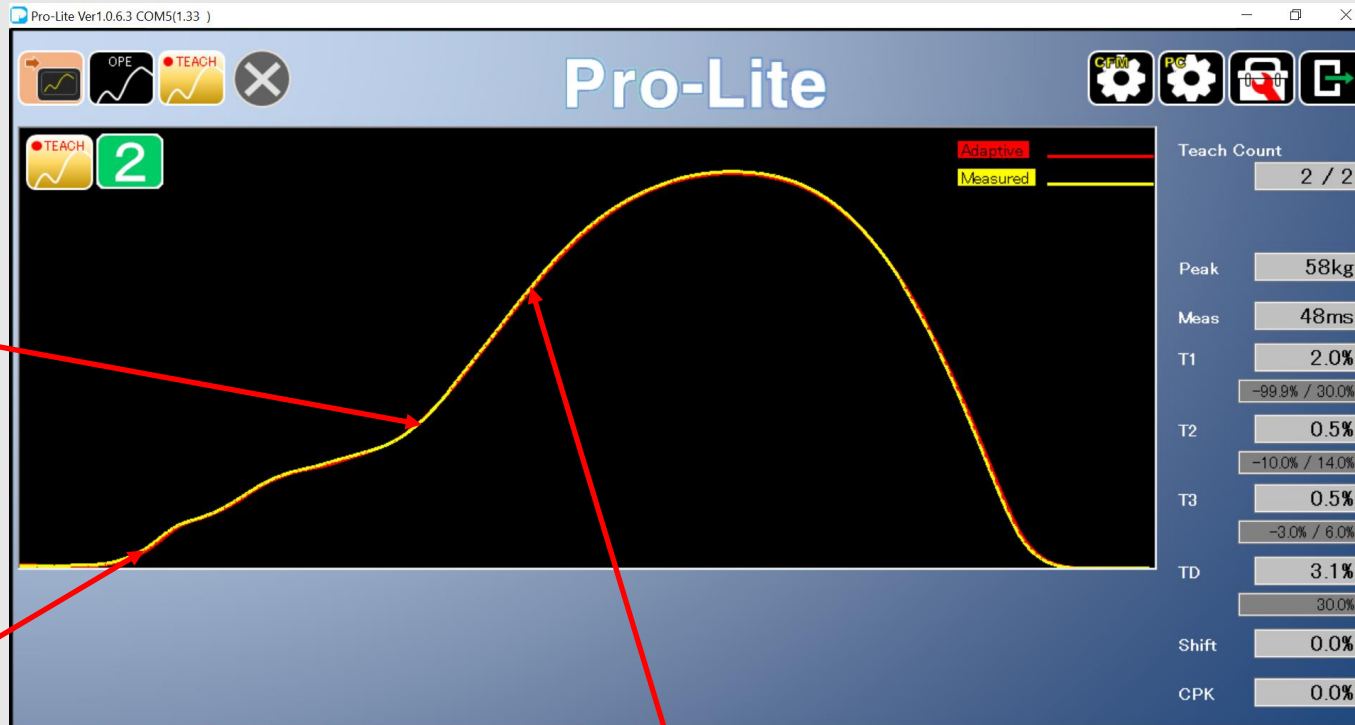 Pro-Lite Ver1.0.6.3 COM5(1.33 )
OPE
TEACH
Pro-Lite
CFM
PC
TEACH
2
Adaptive
Measured
Teach Count
2 / 2
Peak 58kg
Meas 48ms
T1 2.0%
-99.9% / 30.0%
T2 0.5%
-10.0% / 14.0%
T3 0.5%
-3.0% / 6.0%
TD 3.1%
30.0%
Shift 0.0%
CPK 0.0%